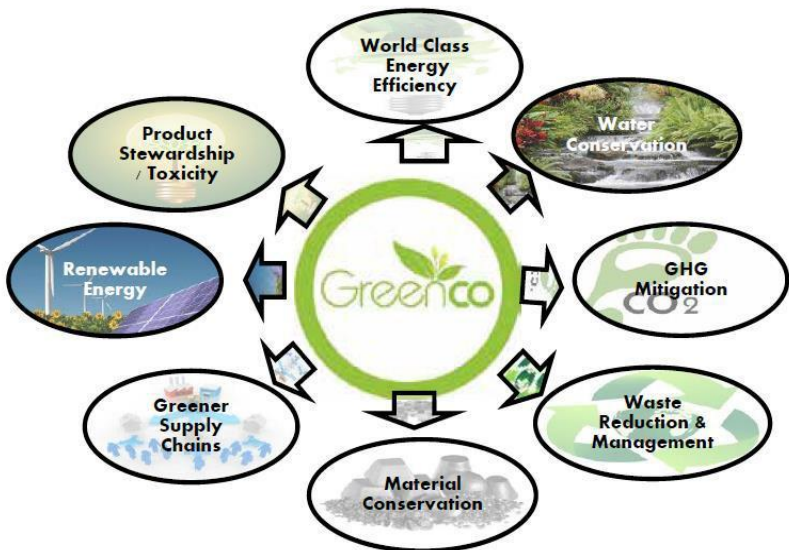 World Class
Energy
Efficiency
Water
Conservation
GHG
Mitigation
CO2
Waste
Reduction &
Management
Material
Conservation
Greener
Supply
Chains
Renewable
Energy
Product
Stewardship
/ Toxicity
Greenco